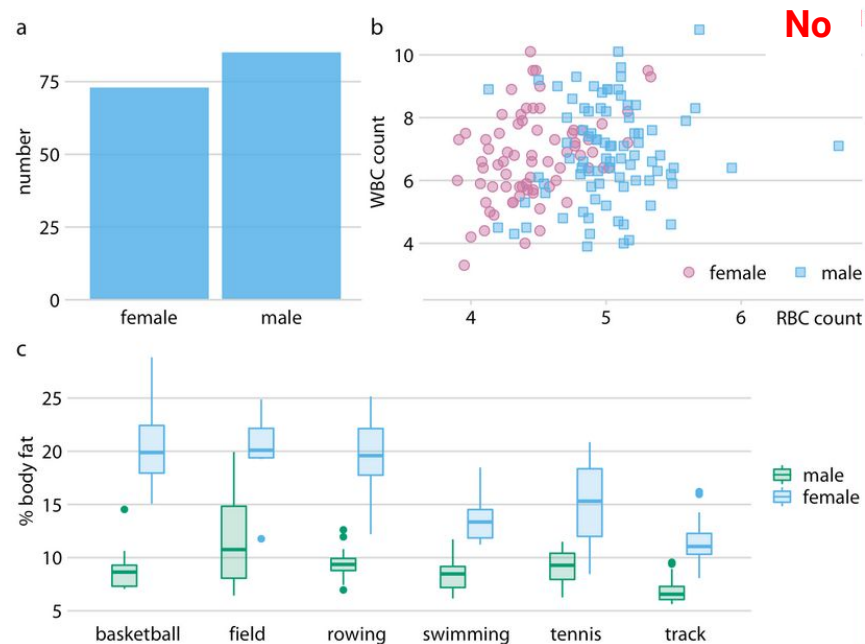 a
75
50
25
0
number
female
male
b
No
10
8
6
4
WBC count
female
male
4
5
6
RBC count
c
25
20
15
10
5
% body fat
male
female
basketball
field
rowing
swimming
tennis
track